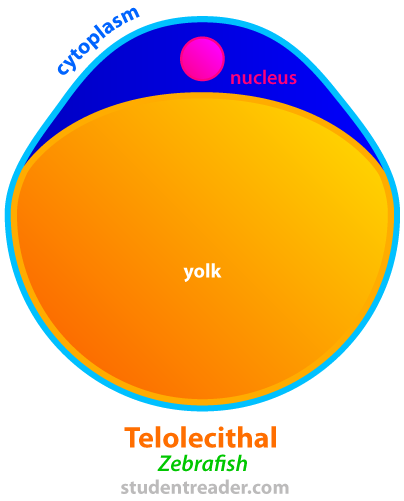 cytoplasm
nucleus
yolk
Telolecithal
Zebrafish
studentreader.com